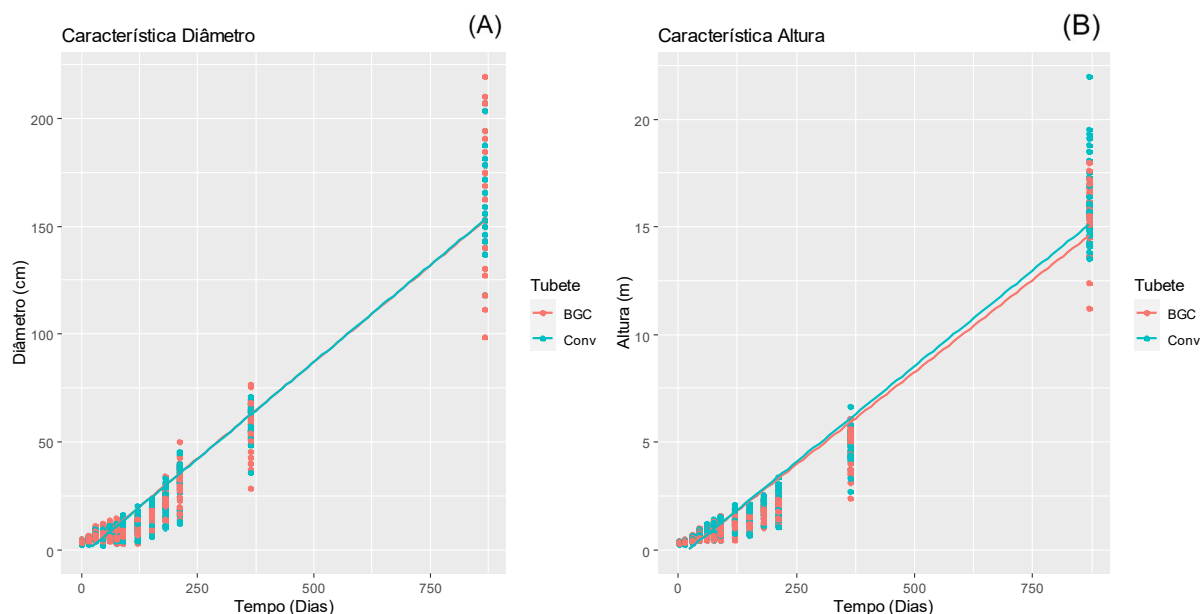 Característica Diâmetro
(A)
Diâmetro (cm)
200
150
100
50
0
0
250
500
750
Tempo (Dias)
Tubete
BGC
Conv
Característica Altura
(B)
Altura (m)
20
15
10
5
0
0
250
500
750
Tempo (Dias)
Tubete
BGC
Conv